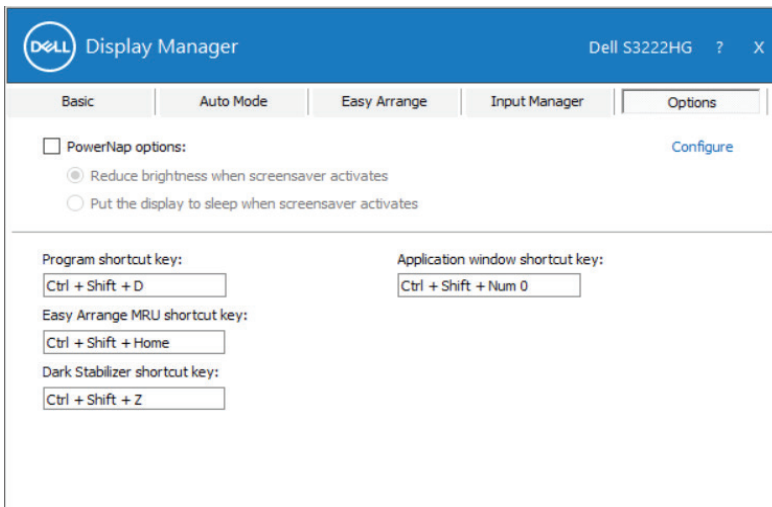 DELL Display Manager Dell S3222HG ? X
Basic Auto Mode Easy Arrange Input Manager Options
PowerNap options: Configure
Reduce brightness when screensaver activates
Put the display to sleep when screensaver activates
Program shortcut key: Application window shortcut key:
Ctrl + Shift + D Ctrl + Shift + Num 0
Easy Arrange MRU shortcut key:
Ctrl + Shift + Home
Dark Stabilizer shortcut key:
Ctrl + Shift + Z